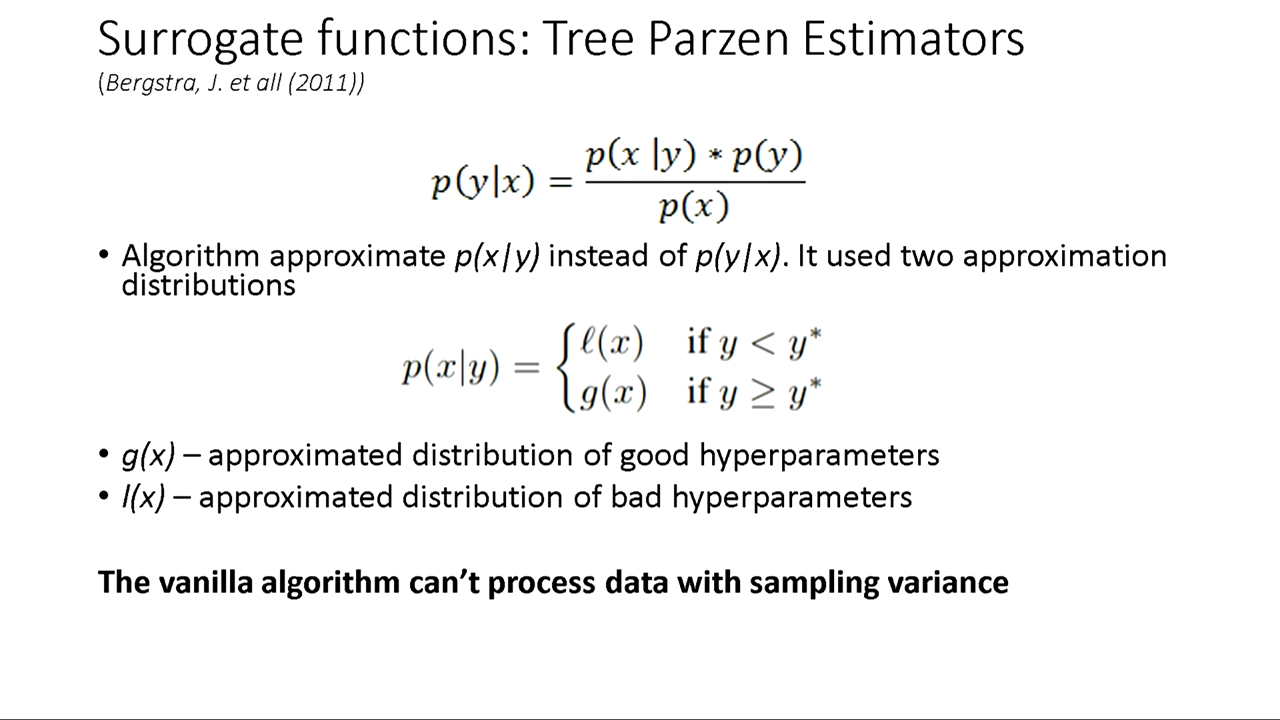 Surrogate functions: Tree Parzen Estimators
(Bergstra, J. et all (2011))
p(y|x) = p(x |y) * p(y) / p(x)
• Algorithm approximate p(x|y) instead of p(y|x). It used two approximation
distributions
p(x|y) = { ℓ(x) if y < y*
g(x) if y ≥ y*
• g(x) – approximated distribution of good hyperparameters
• l(x) – approximated distribution of bad hyperparameters
The vanilla algorithm can’t process data with sampling variance